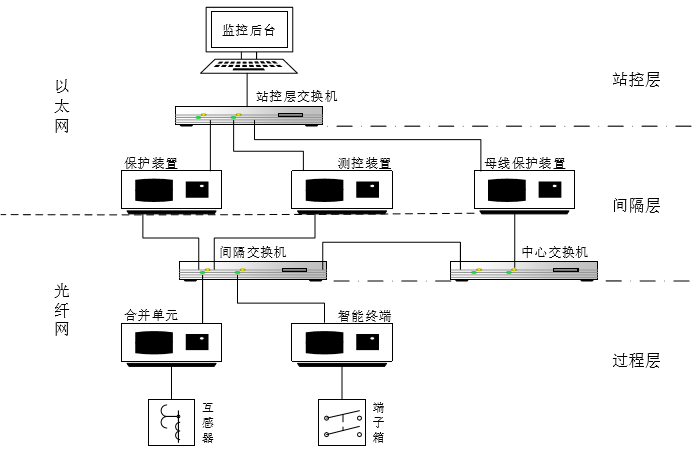 监控后台
以太网
站控层
站控层交换机
保护装置
测控装置
母线保护装置
间隔层
间隔交换机
中心交换机
光纤网
合并单元
智能终端
过程层
互感器
端子箱